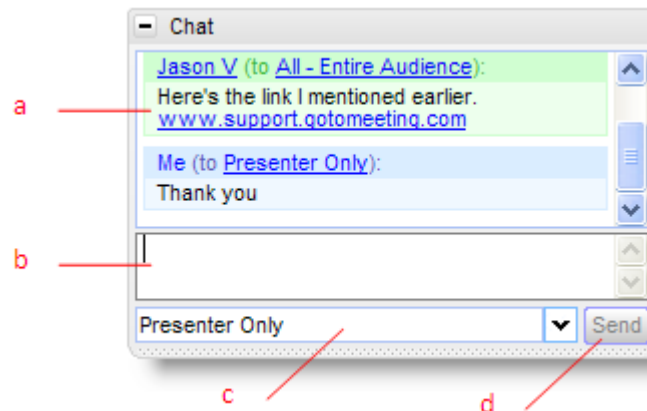 Chat
Jason V (to All - Entire Audience):
a
Here's the link I mentioned earlier.
www.support.gotomeeting.com
Me (to Presenter Only):
Thank you
b
Presenter Only
Send
c
d